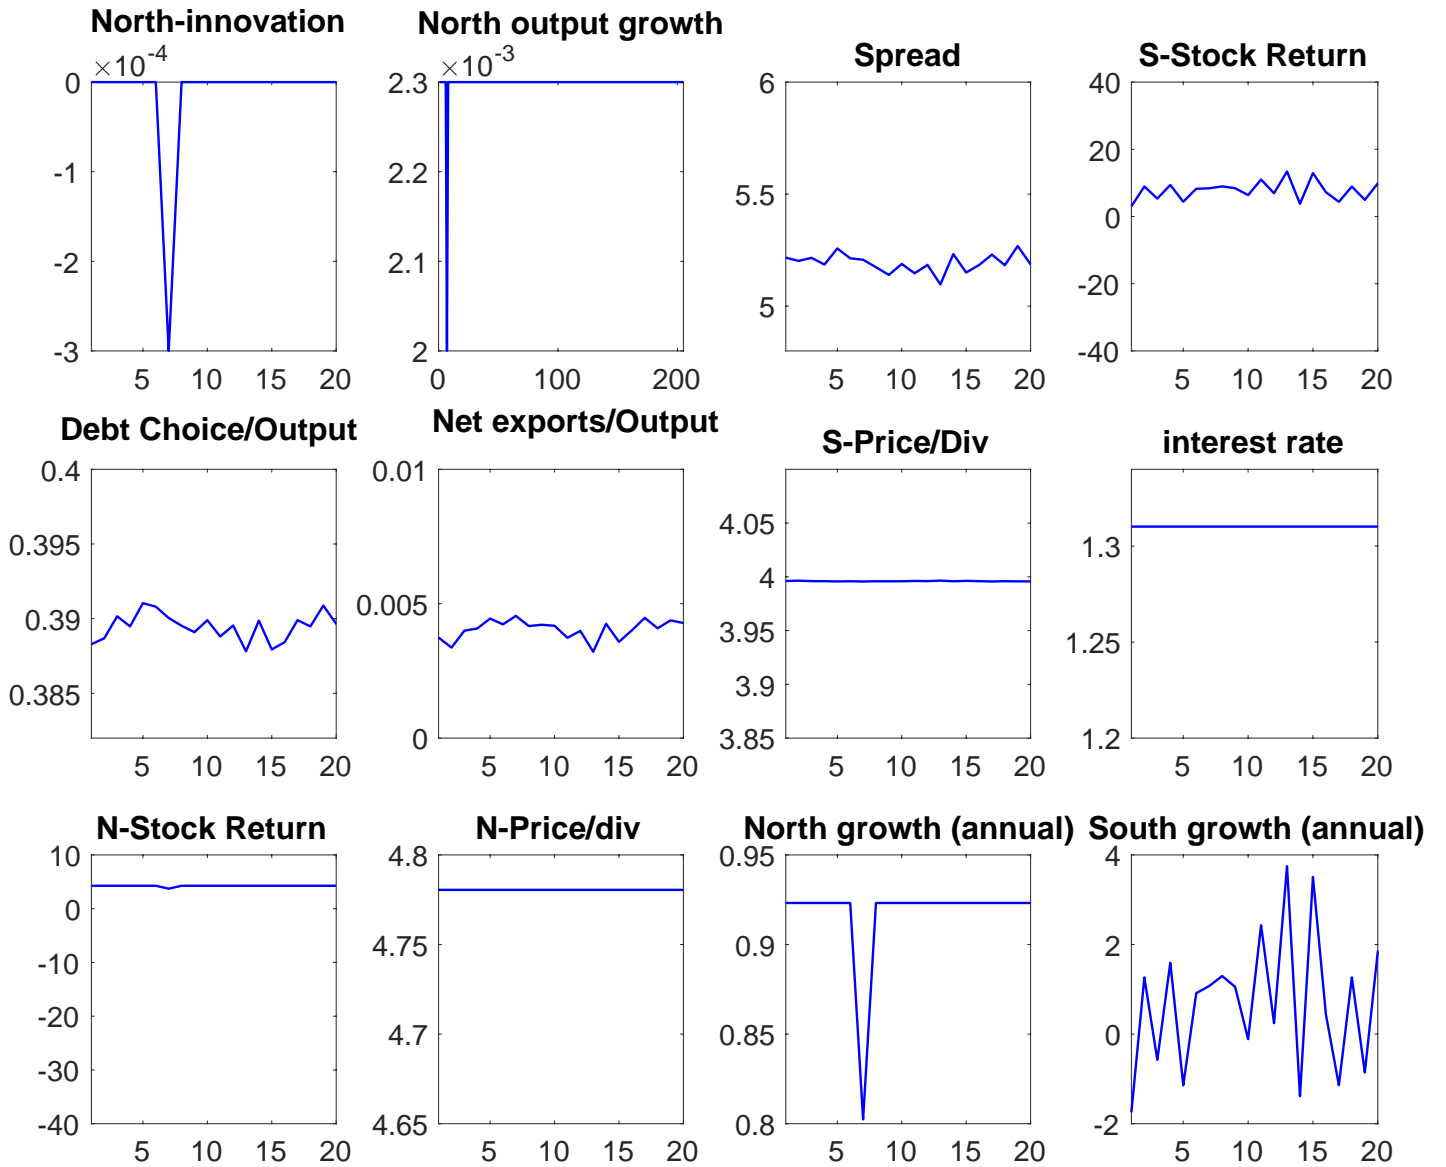 North-innovation
×10-4
0
-1
-2
-3
5 10 15 20
North output growth
×10-3
2.3
2.2
2.1
2
0 100 200
Spread
6
5.5
5
5 10 15 20
S-Stock Return
40
20
0
-20
-40
5 10 15 20
Debt Choice/Output
0.4
0.395
0.39
0.385
5 10 15 20
Net exports/Output
0.01
0.005
0
5 10 15 20
S-Price/Div
4.05
4
3.95
3.9
3.85
5 10 15 20
interest rate
1.3
1.25
1.2
5 10 15 20
N-Stock Return
10
0
-10
-20
-30
-40
5 10 15 20
N-Price/div
4.8
4.75
4.7
4.65
5 10 15 20
North growth (annual)
0.95
0.9
0.85
0.8
5 10 15 20
South growth (annual)
4
2
0
-2
5 10 15 20